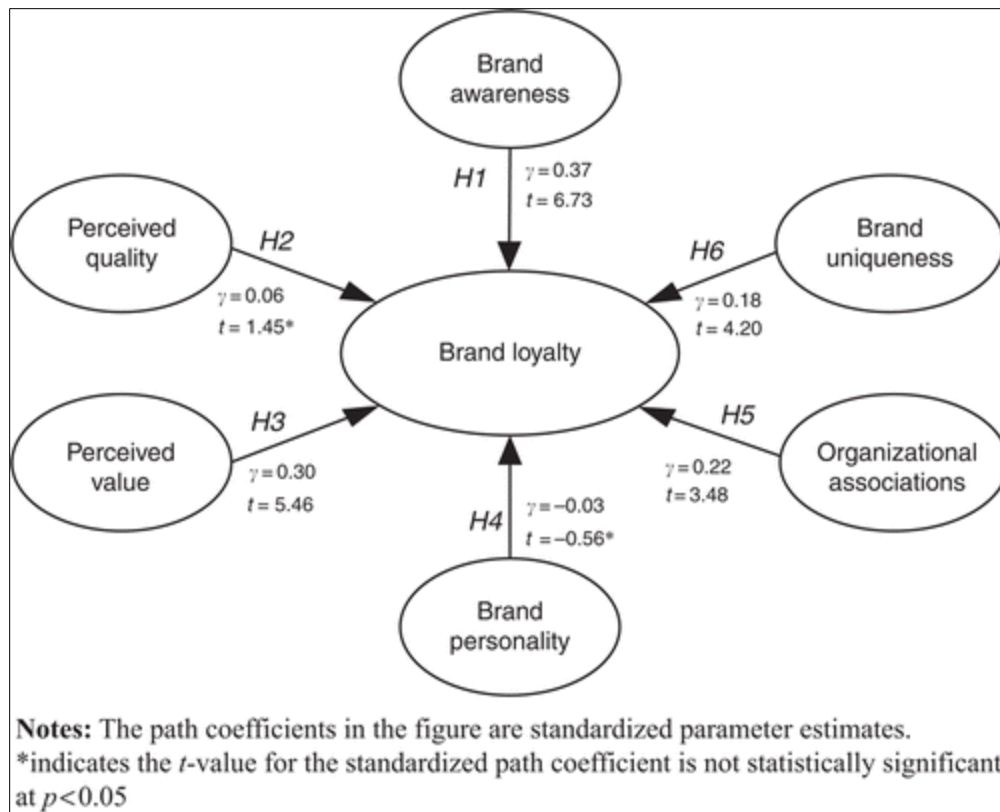 Brand
awareness
H1
γ=0.37
t=6.73
Perceived
quality
H2
γ=0.06
t=1.45*
Brand
uniqueness
H6
γ=0.18
t=4.20
Brand loyalty
Perceived
value
H3
γ=0.30
t=5.46
Organizational
associations
H5
γ=0.22
t=3.48
H4
γ=−0.03
t=−0.56*
Brand
personality
Notes: The path coefficients in the figure are standardized parameter estimates.
*indicates the t-value for the standardized path coefficient is not statistically significant
at p<0.05